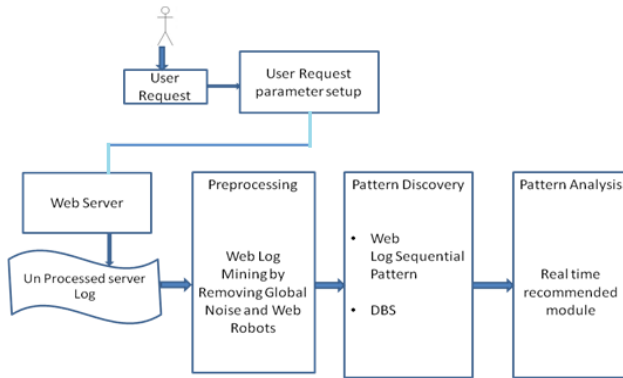 User
Request
User Request
parameter setup
Web Server
Un Processed server
Log
Preprocessing
Web Log
Mining by
Removing Global
Noise and Web
Robots
Pattern Discovery
• Web
Log Sequential
Pattern
• DBS
Pattern Analysis
Real time
recommended
module